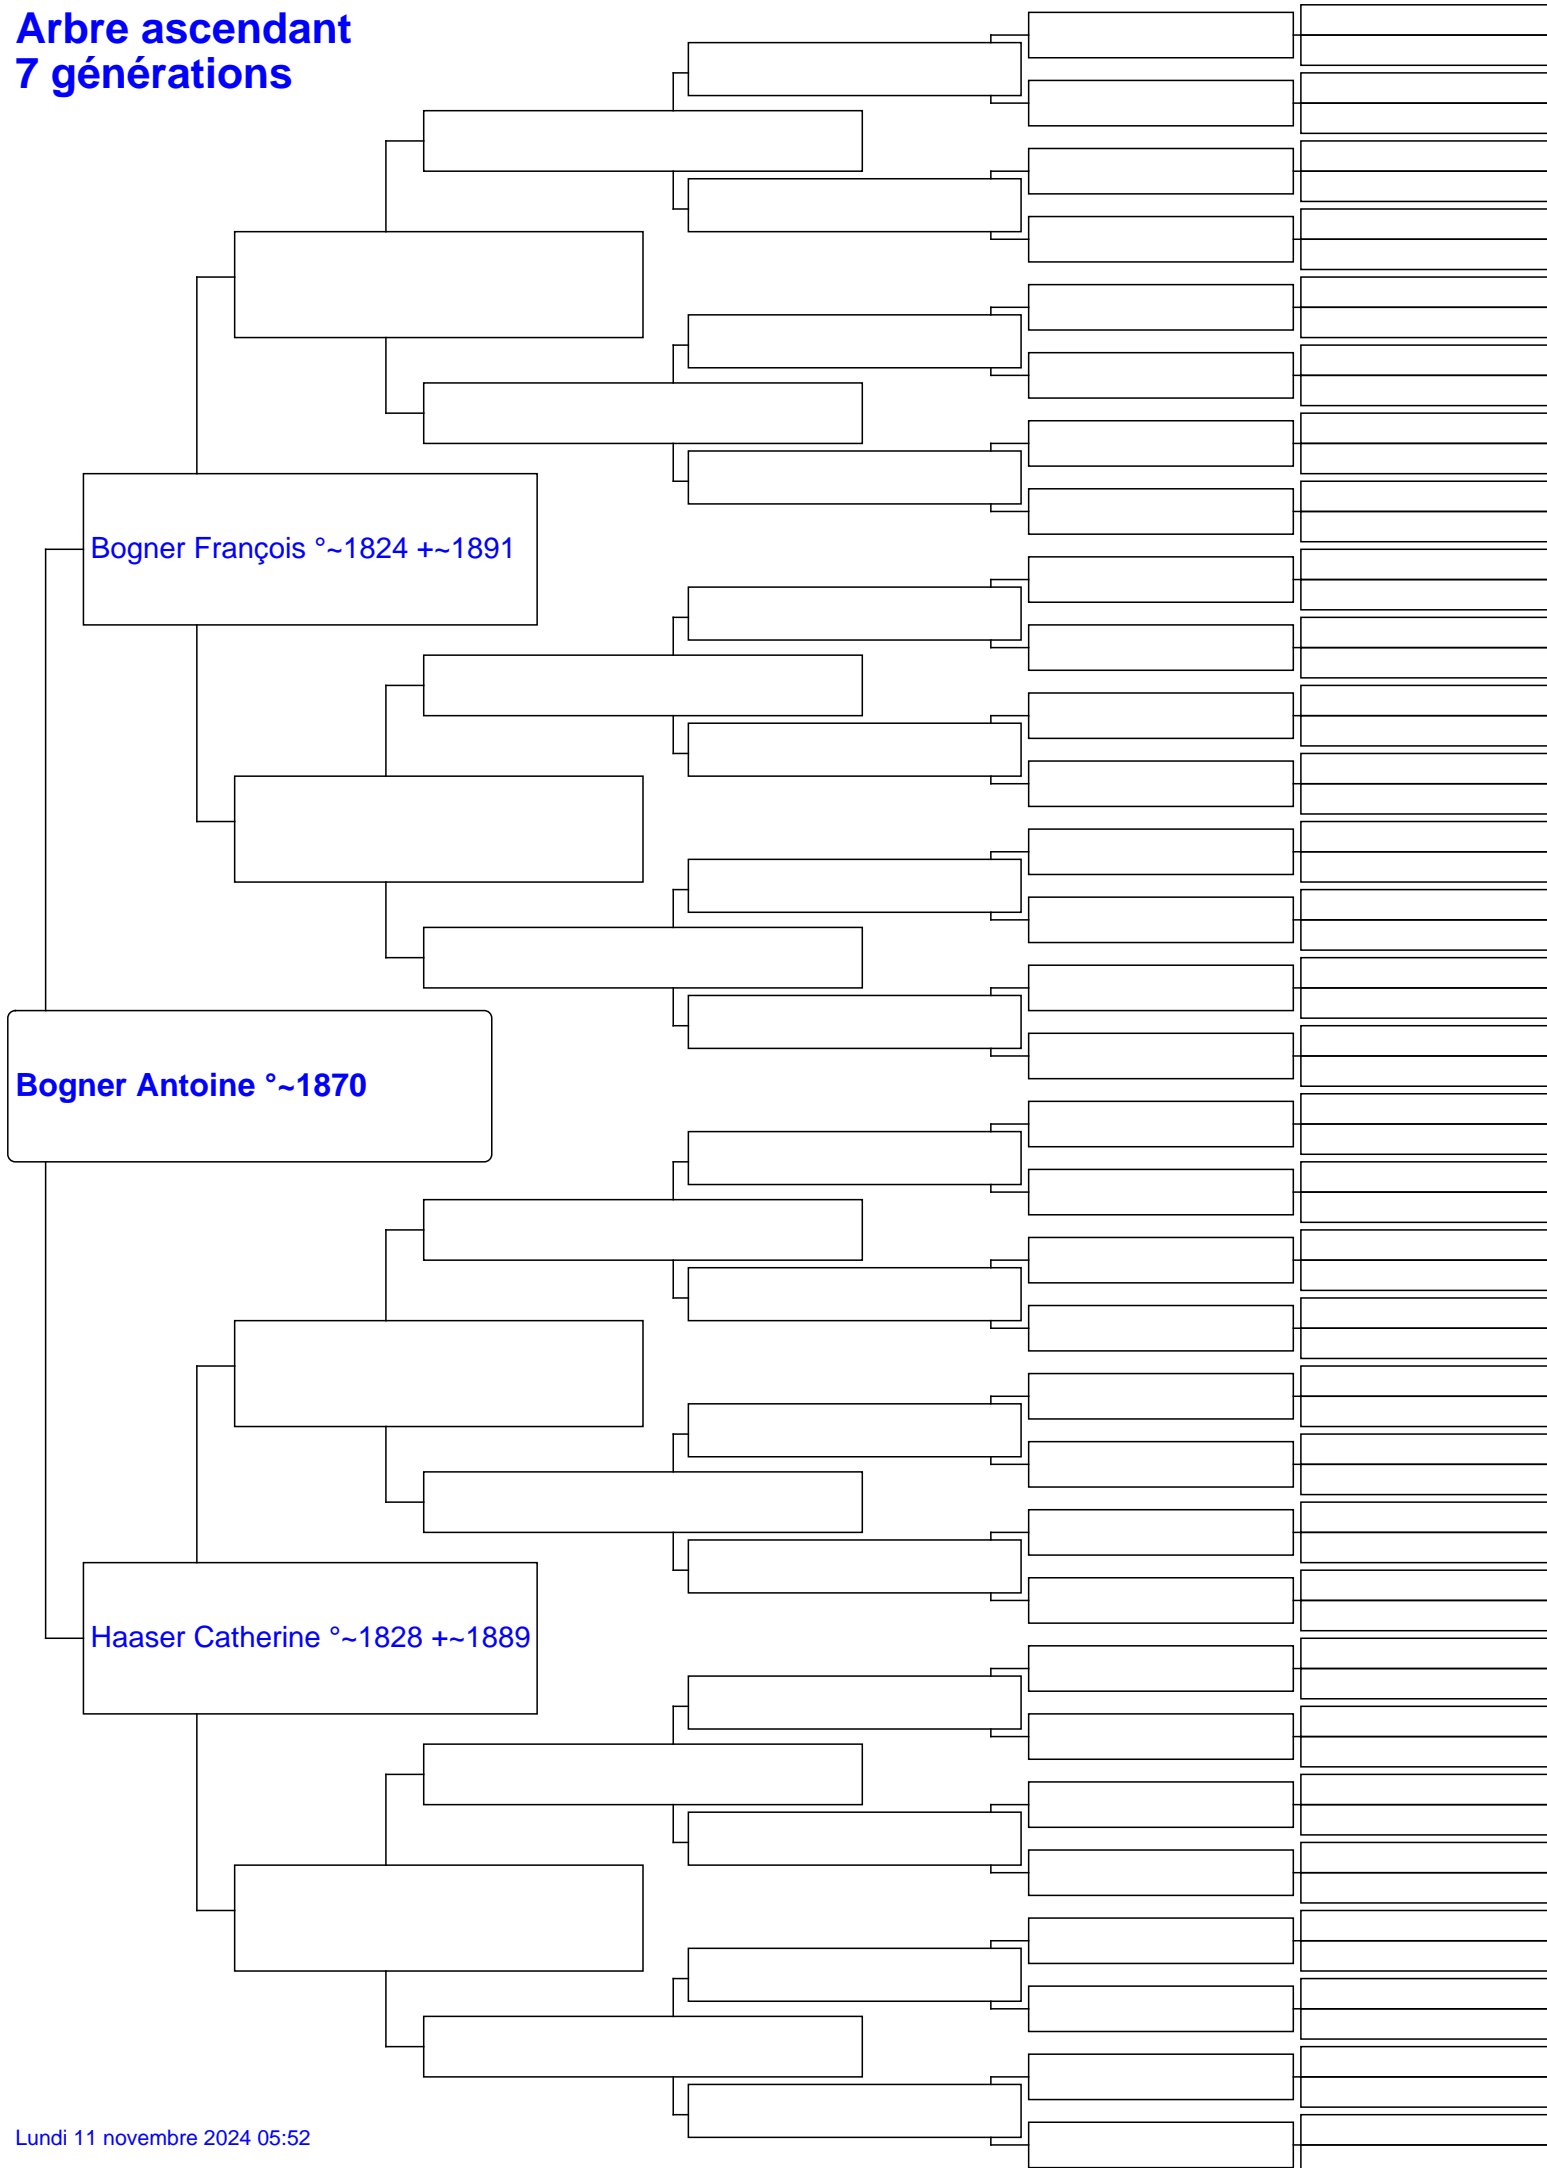 Arbre ascendant
7 générations
Bogner François °~1824 +~1891
Bogner Antoine °~1870
Haaser Catherine °~1828 +~1889
Lundi 11 novembre 2024 05:52